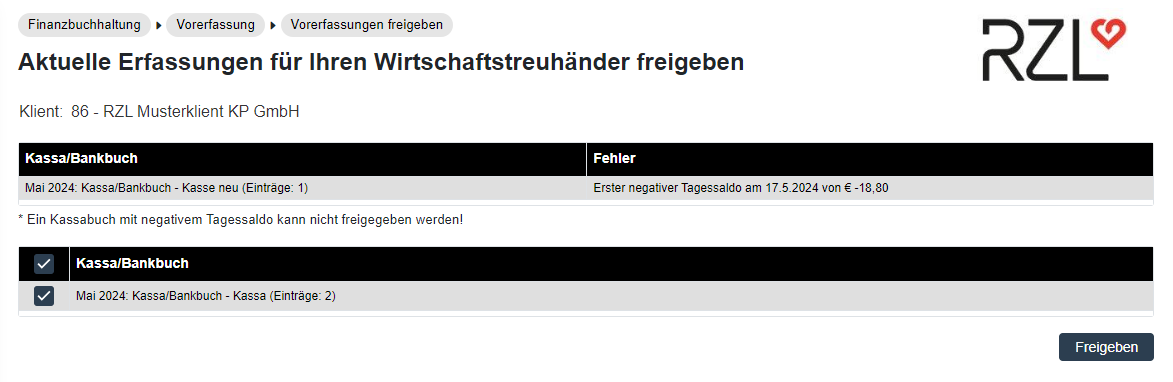 Finanzbuchhaltung Vorerfassung Vorerfassungen freigeben
RZL
Aktuelle Erfassungen für Ihren Wirtschaftstreuhänder freigeben
Klient: 86 - RZL Musterklient KP GmbH
Kassa/Bankbuch Fehler
Mai 2024: Kassa/Bankbuch - Kasse neu (Einträge: 1) Erster negativer Tagessaldo am 17.5.2024 von € -18,80
* Ein Kassabuch mit negativem Tagessaldo kann nicht freigegeben werden!
Kassa/Bankbuch
Mai 2024: Kassa/Bankbuch - Kassa (Einträge: 2)
Freigeben